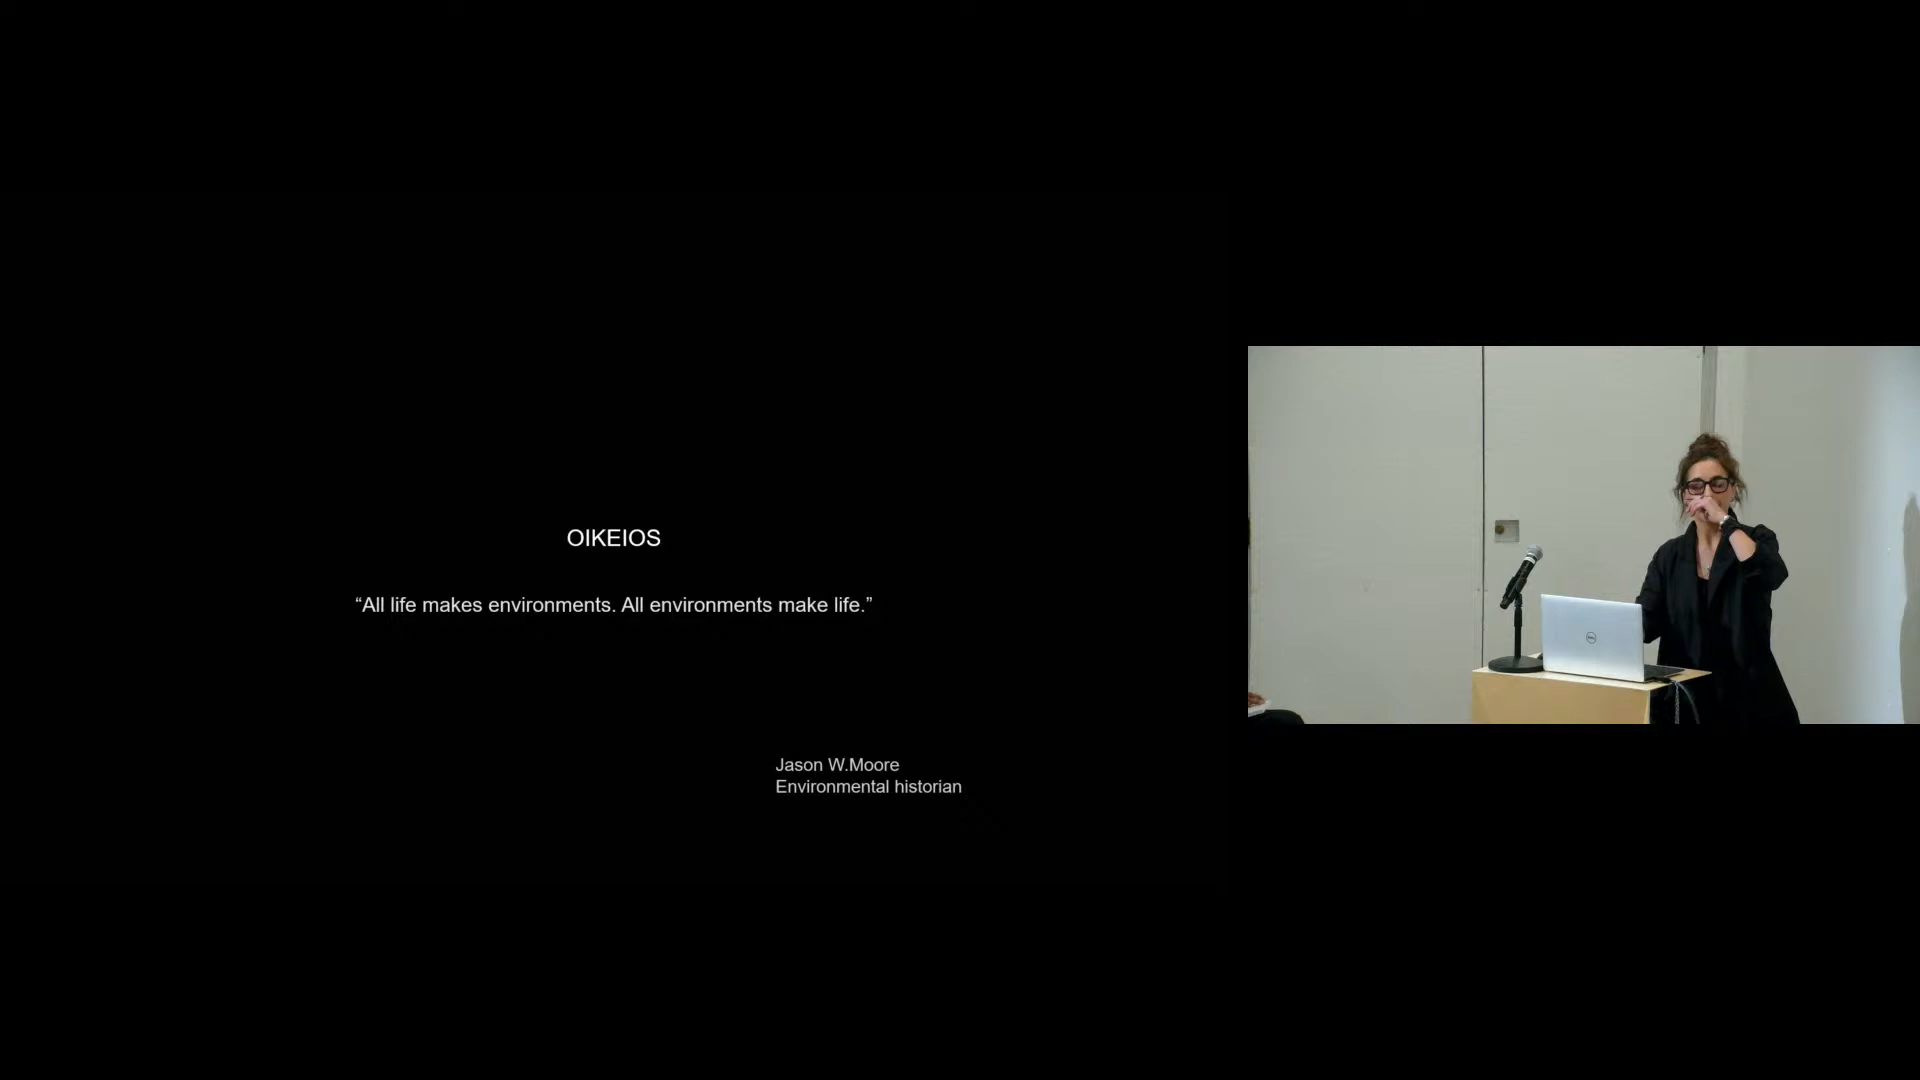 OIKEIOS
“All life makes environments. All environments make life.”
Jason W.Moore
Environmental historian